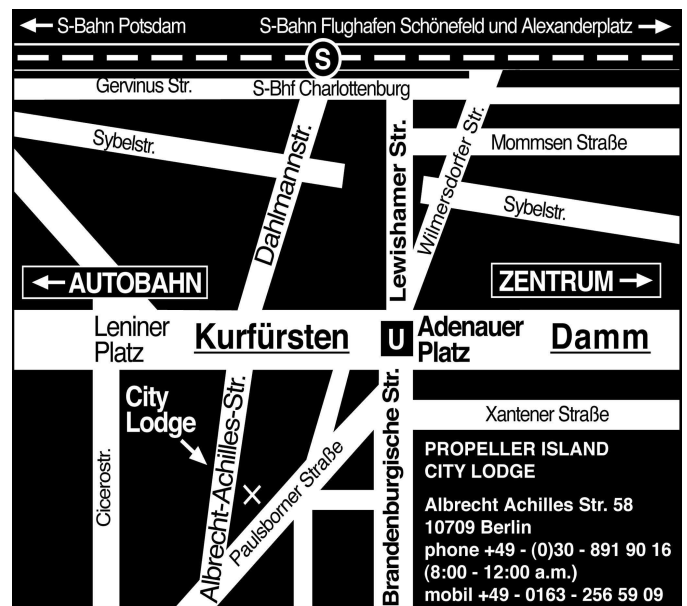 ← S-Bahn Potsdam
S-Bahn Flughafen Schönefeld und Alexanderplatz →
S
Gervinus Str.
S-Bhf Charlottenburg
Sybelstr.
Dahlmannstr.
Lewishamer Str.
Wilmersdorfer Str.
Mommsen Straße
Sybelstr.
← AUTOBAHN
ZENTRUM →
Leniner
Platz
Kurfürsten
U
Adenauer
Platz
Damm
City
Lodge
Cicerostr.
Albrecht-Achilles-Str.
Paulsborner Straße
Brandenburgische Str.
Xantener Straße
PROPELLER ISLAND
CITY LODGE
Albrecht Achilles Str. 58
10709 Berlin
phone +49 - (0)30 - 891 90 16
(8:00 - 12:00 a.m.)
mobil +49 - 0163 - 256 59 09